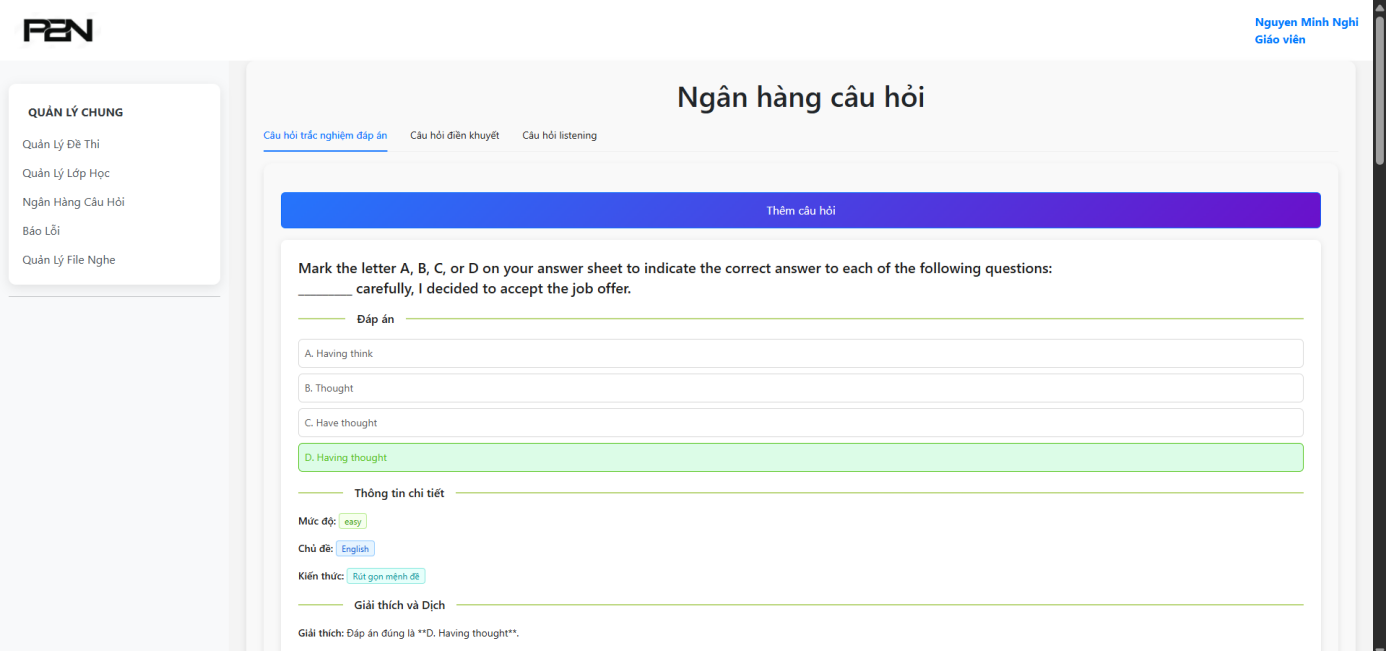 PEN
Nguyen Minh Nghi
Giáo viên
QUẢN LÝ CHUNG
Quản Lý Đề Thi
Quản Lý Lớp Học
Ngân Hàng Câu Hỏi
Báo Lỗi
Quản Lý File Nghe
Ngân hàng câu hỏi
Câu hỏi trắc nghiệm đáp án
Câu hỏi điền khuyết
Câu hỏi listening
Thêm câu hỏi
Mark the letter A, B, C, or D on your answer sheet to indicate the correct answer to each of the following questions:
_________ carefully, I decided to accept the job offer.
Đáp án
A. Having think
B. Thought
C. Have thought
D. Having thought
Thông tin chi tiết
Mức độ: easy
Chủ đề: English
Kiến thức: Rút gọn mệnh đề
Giải thích và Dịch
Giải thích: Đáp án đúng là **D. Having thought**.